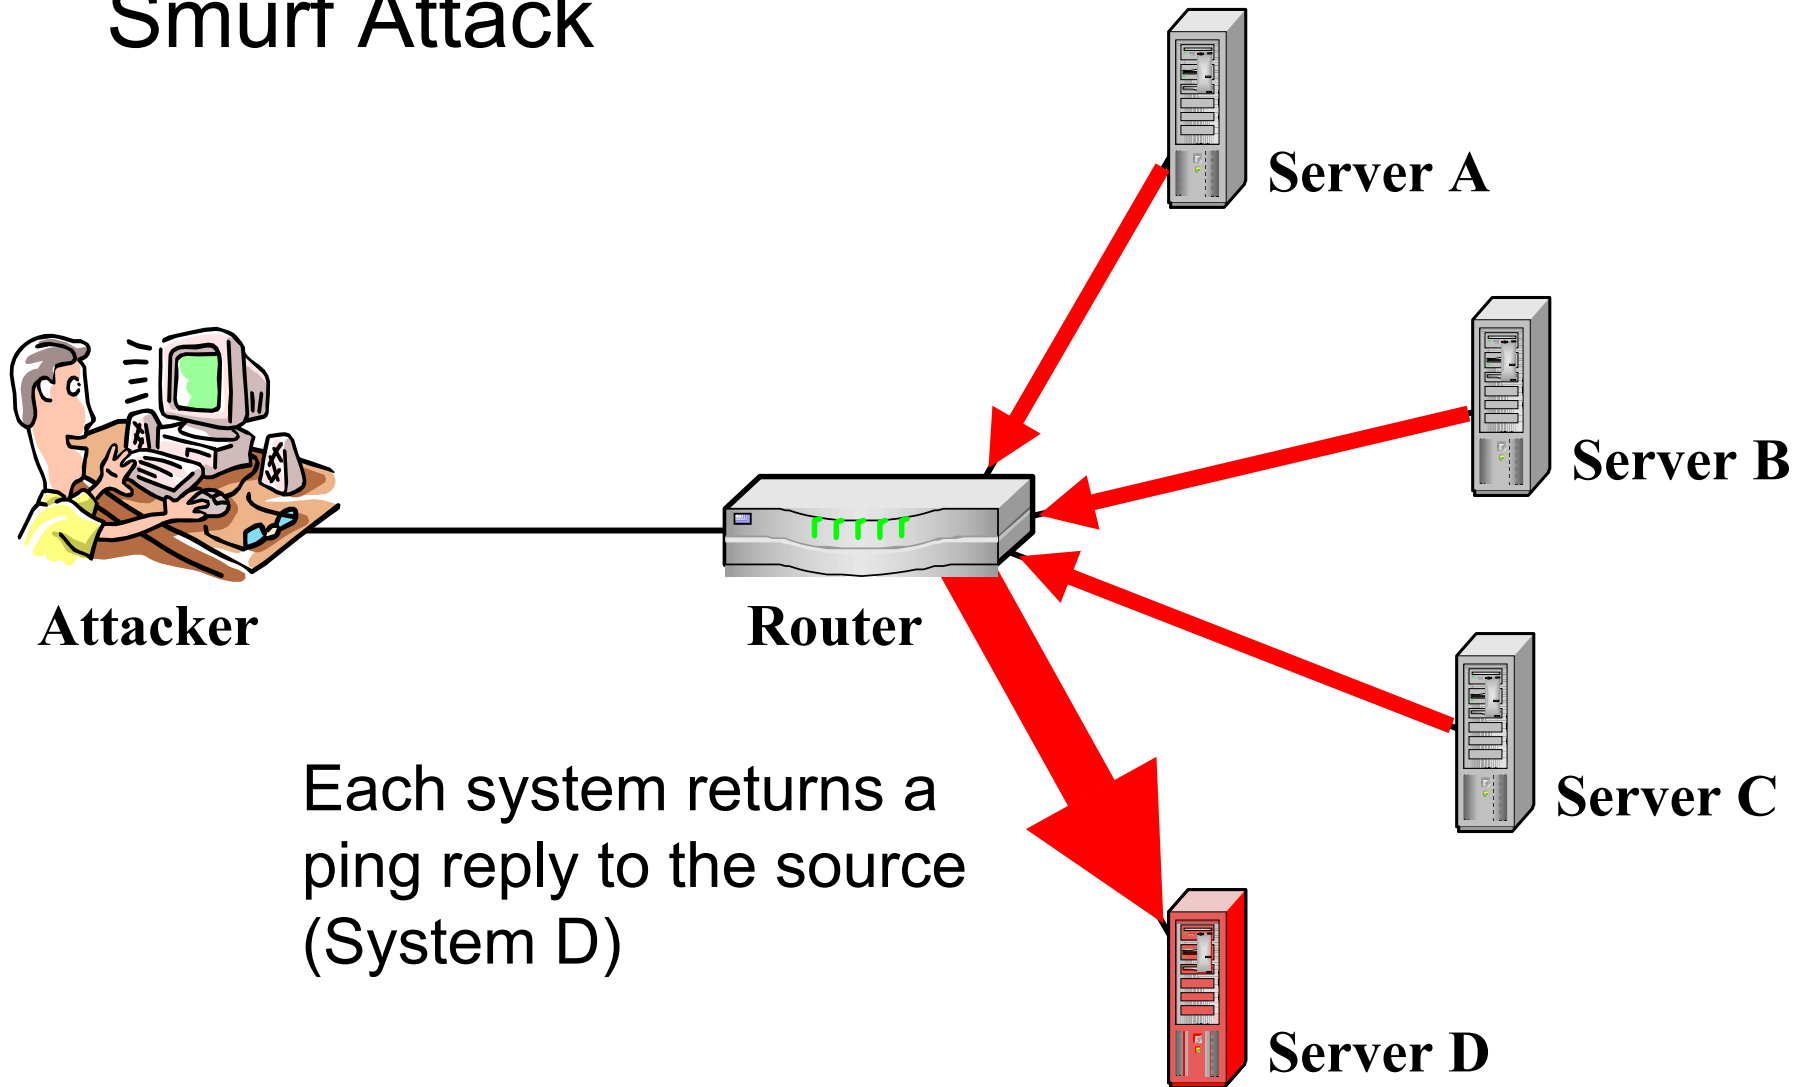 Smurf Attack
Server A
Server B
Attacker
Router
Server C
Each system returns a
ping reply to the source
(System D)
Server D